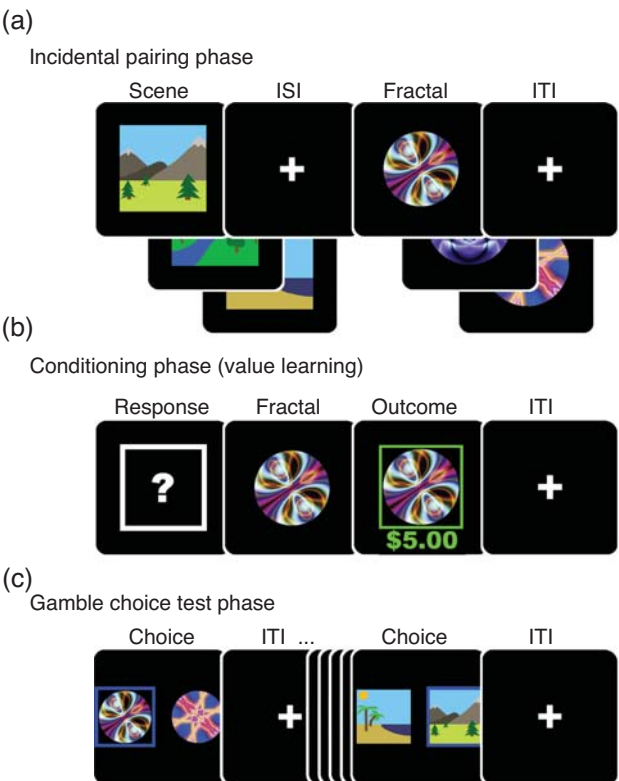 (a)
Incidental pairing phase
Scene ISI Fractal ITI
+ +
(b)
Conditioning phase (value learning)
Response Fractal Outcome ITI
? +
$5.00
(c)
Gamble choice test phase
Choice ITI ... Choice ITI
+ +